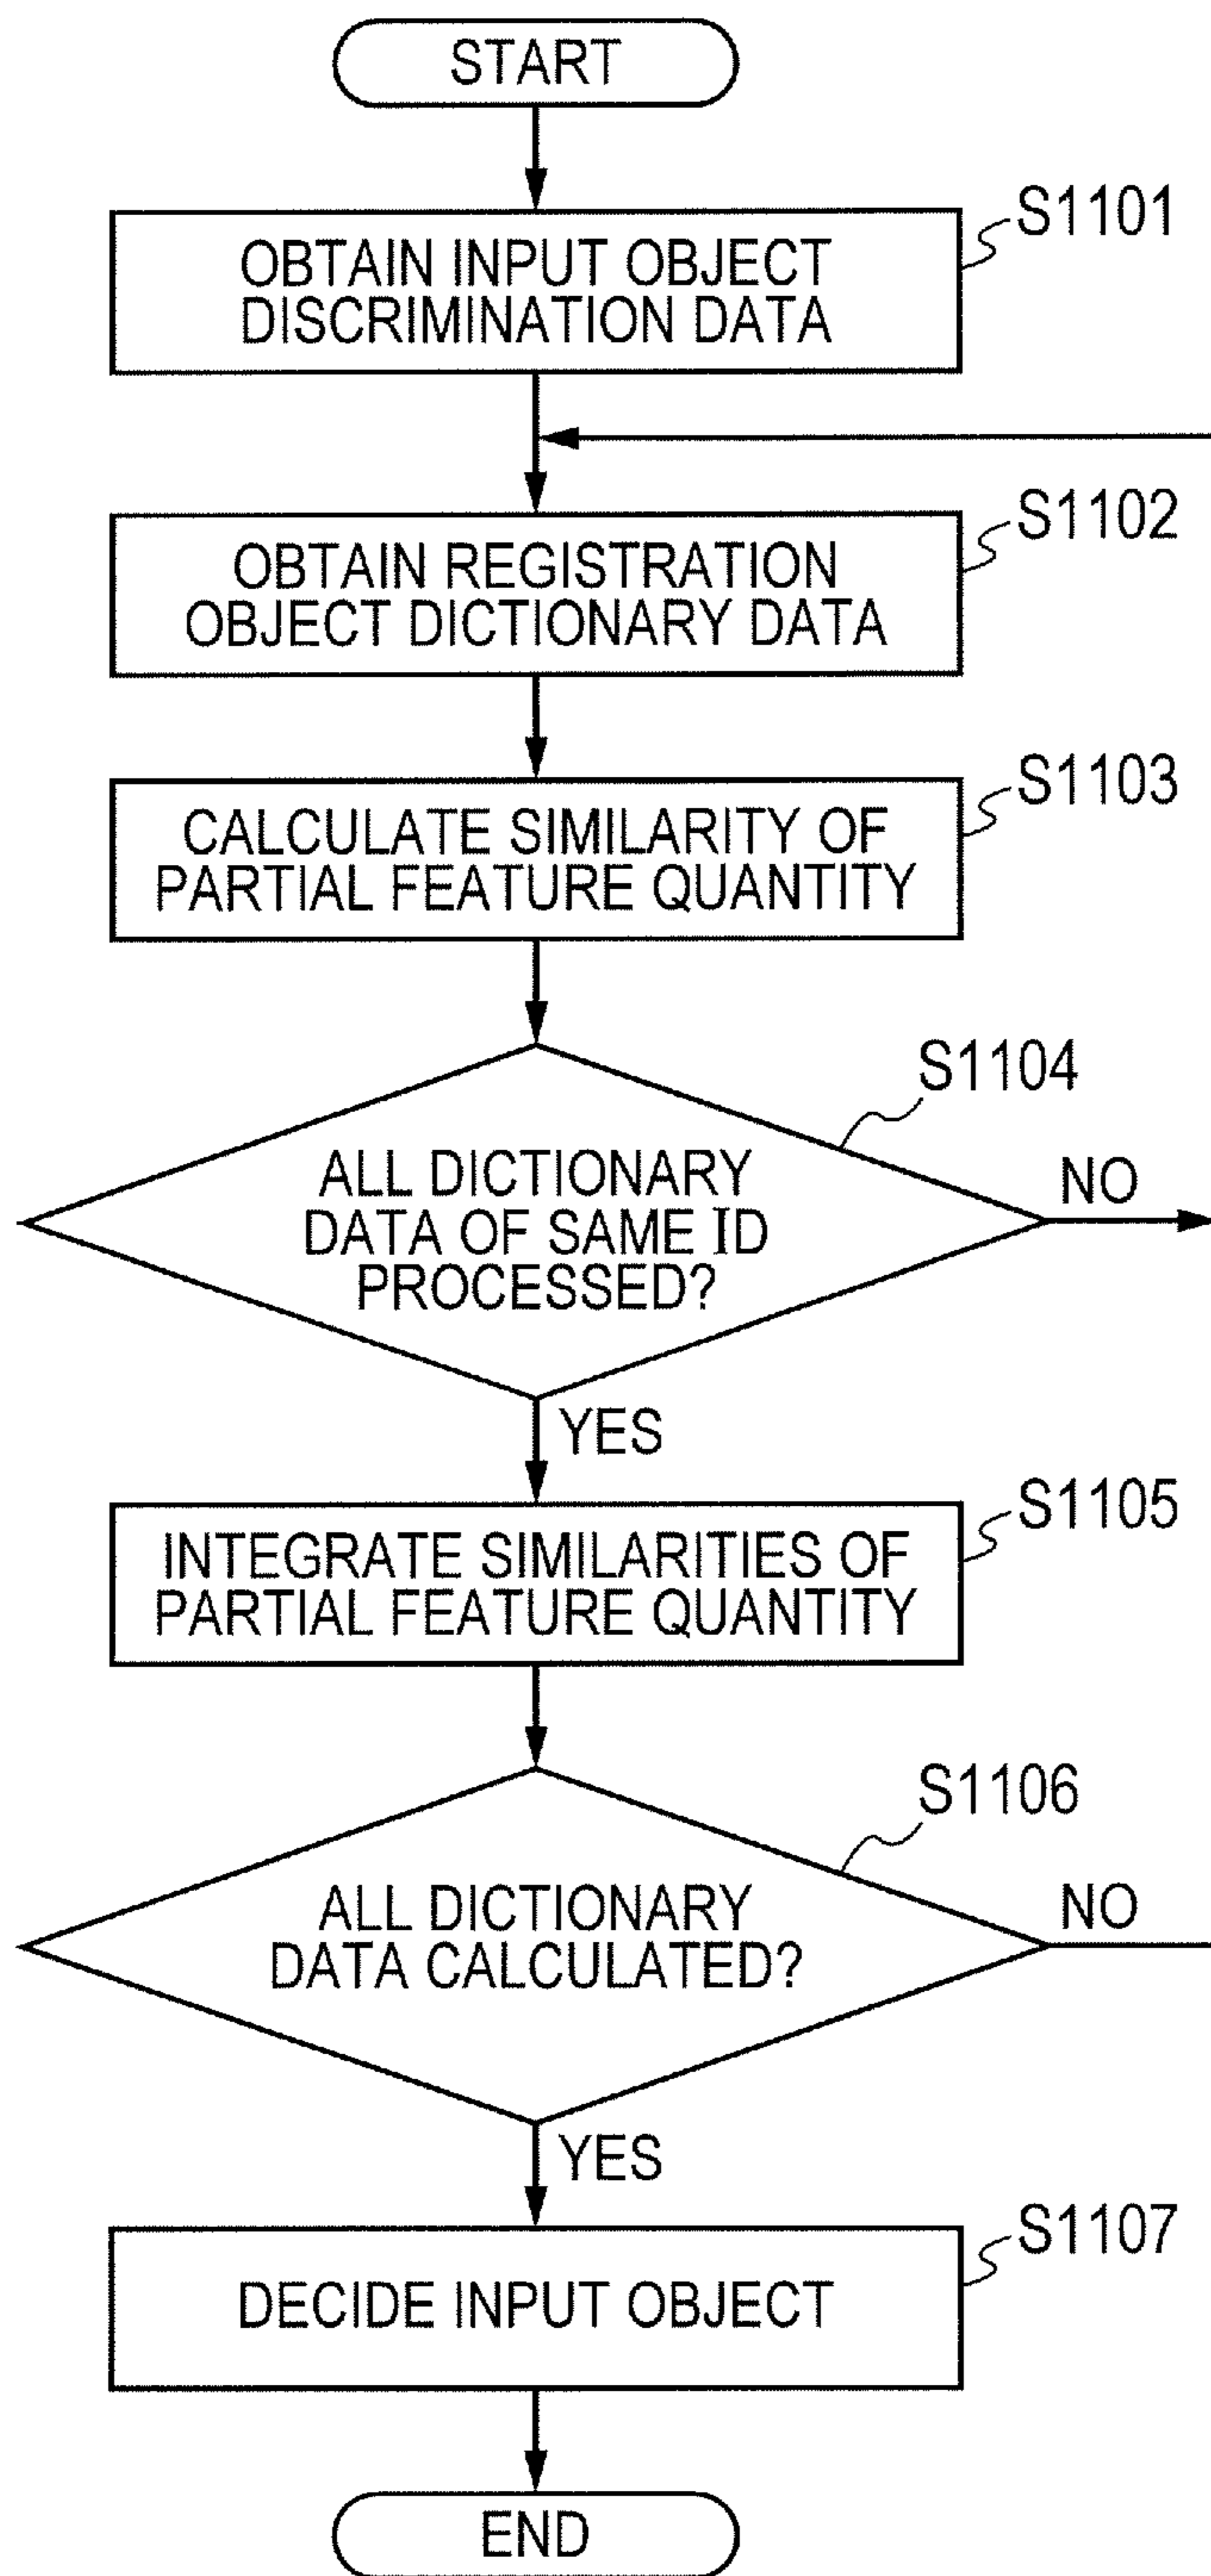 START
S1101
OBTAIN INPUT OBJECT
DISCRIMINATION DATA
S1102
OBTAIN REGISTRATION
OBJECT DICTIONARY DATA
S1103
CALCULATE SIMILARITY OF
PARTIAL FEATURE QUANTITY
S1104
ALL DICTIONARY
DATA OF SAME ID
PROCESSED?
NO
YES
S1105
INTEGRATE SIMILARITIES OF
PARTIAL FEATURE QUANTITY
S1106
ALL DICTIONARY
DATA CALCULATED?
NO
YES
S1107
DECIDE INPUT OBJECT
END